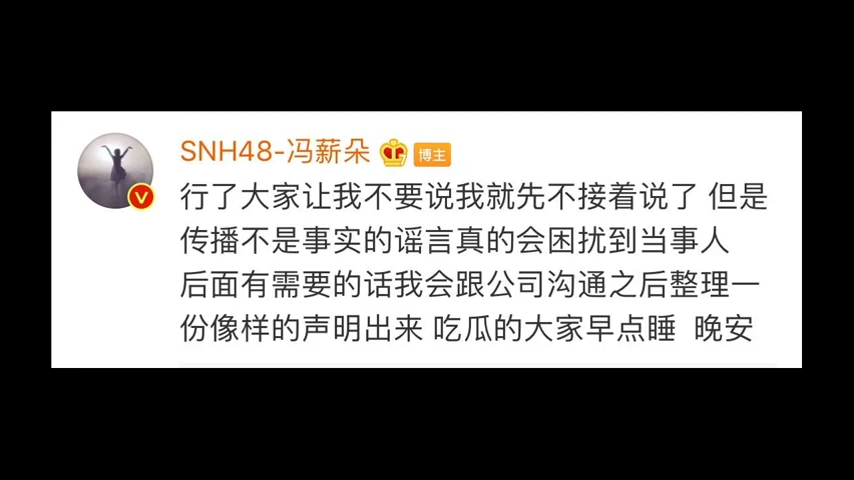 SNH48-冯薪朵 博主
行了大家让我不要说我就先不接着说了 但是
传播不是事实的谣言真的会困扰到当事人
后面有需要的话我会跟公司沟通之后整理一
份像样的声明出来 吃瓜的大家早点睡 晚安